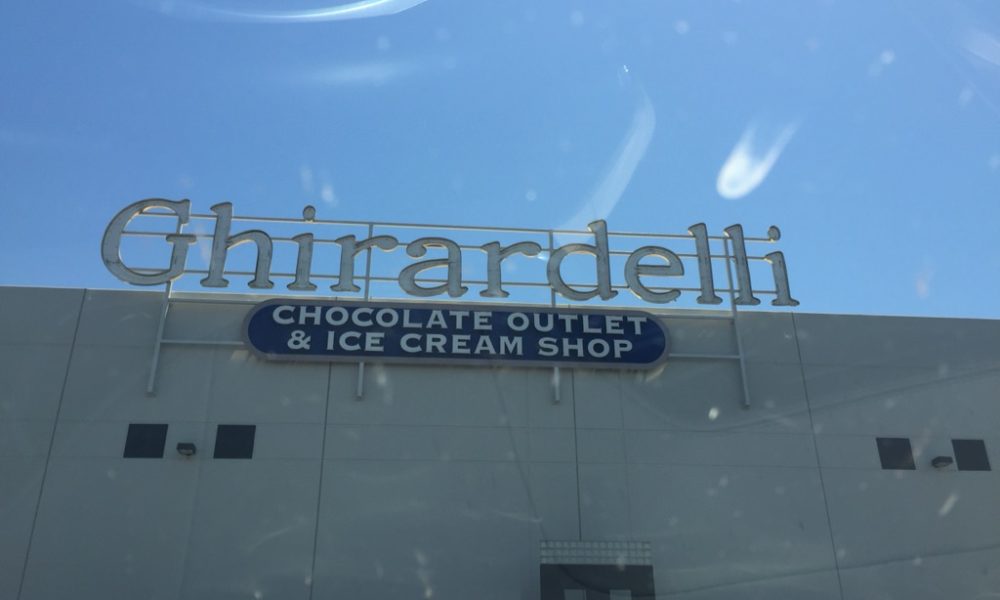 Ghirardelli
CHOCOLATE OUTLET
& ICE CREAM SHOP